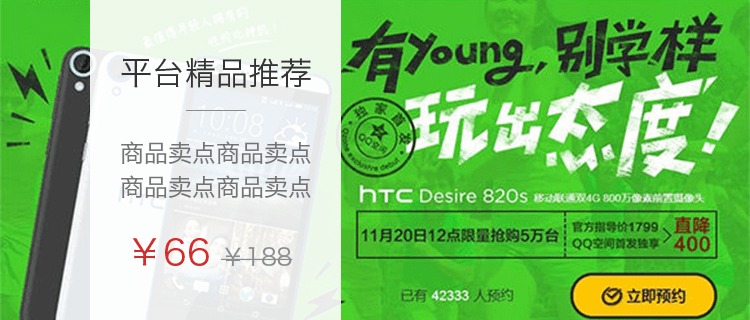 平台精品推荐
商品卖点商品卖点
商品卖点商品卖点
￥66 ￥188
10:08
有young,别学样
玩出态度!
独家首发
QQ空间
Qzone exclusive debut
hTC Desire 820s 移动联通双4G 800万像素前置摄像头
11月20日12点限量抢购5万台
官方指导价1799
QQ空间首发独享
直降
400
已有 42333 人预约
立即预约